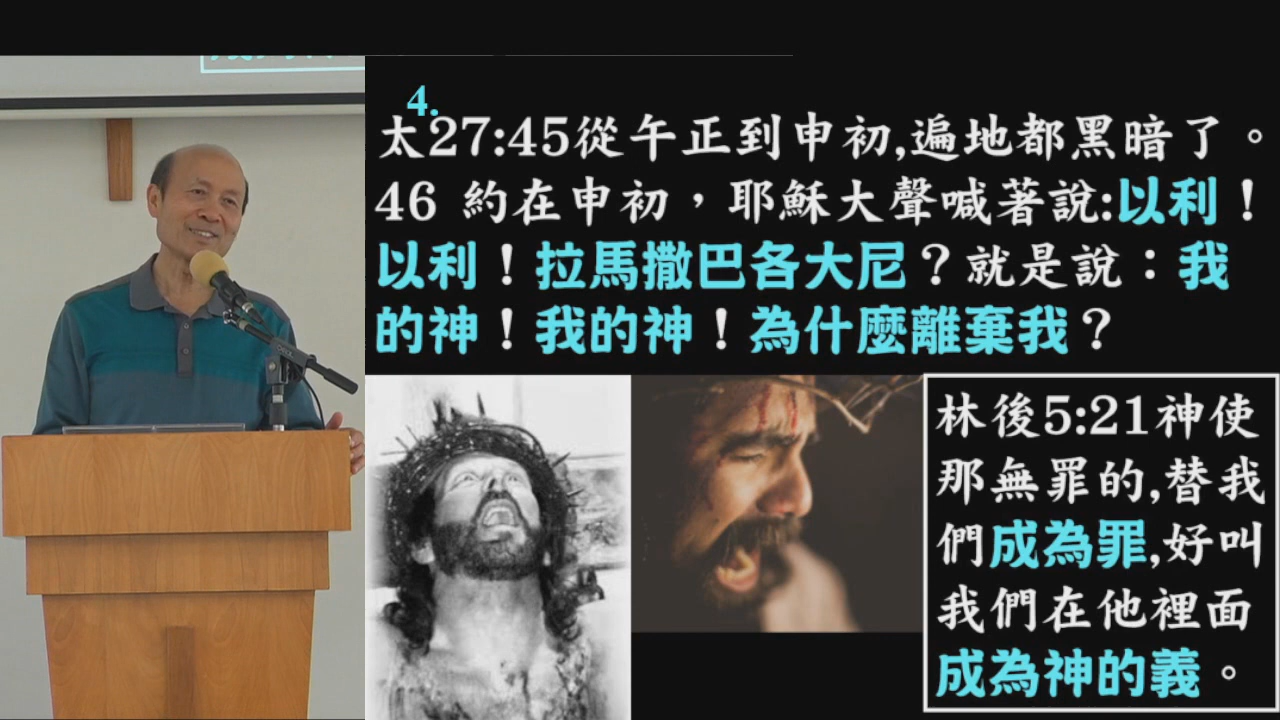 4.
太27:45從午正到申初,遍地都黑暗了。
46 約在申初，耶穌大聲喊著說:以利！
以利！拉馬撒巴各大尼？就是說：我
的神！我的神！為什麼離棄我？
林後5:21神使
那無罪的,替我
們成為罪,好叫
我們在他裡面
成為神的義。